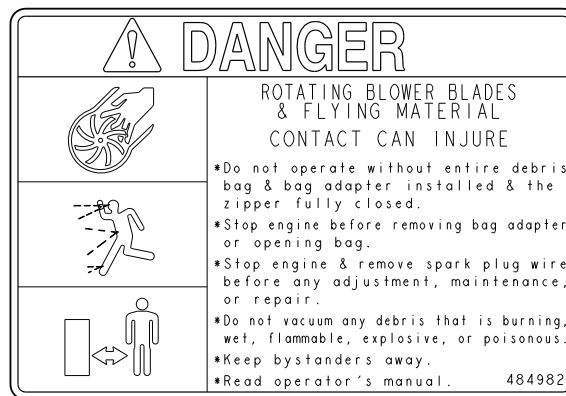 DANGER
ROTATING BLOWER BLADES
& FLYING MATERIAL
CONTACT CAN INJURE
*Do not operate without entire debris
bag & bag adapter installed & the
zipper fully closed.
*Stop engine before removing bag adapter
or opening bag.
*Stop engine & remove spark plug wire
before any adjustment, maintenance,
or repair.
*Do not vacuum any debris that is burning,
wet, flammable, explosive, or poisonous.
*Keep bystanders away.
*Read operator´s manual. 484982